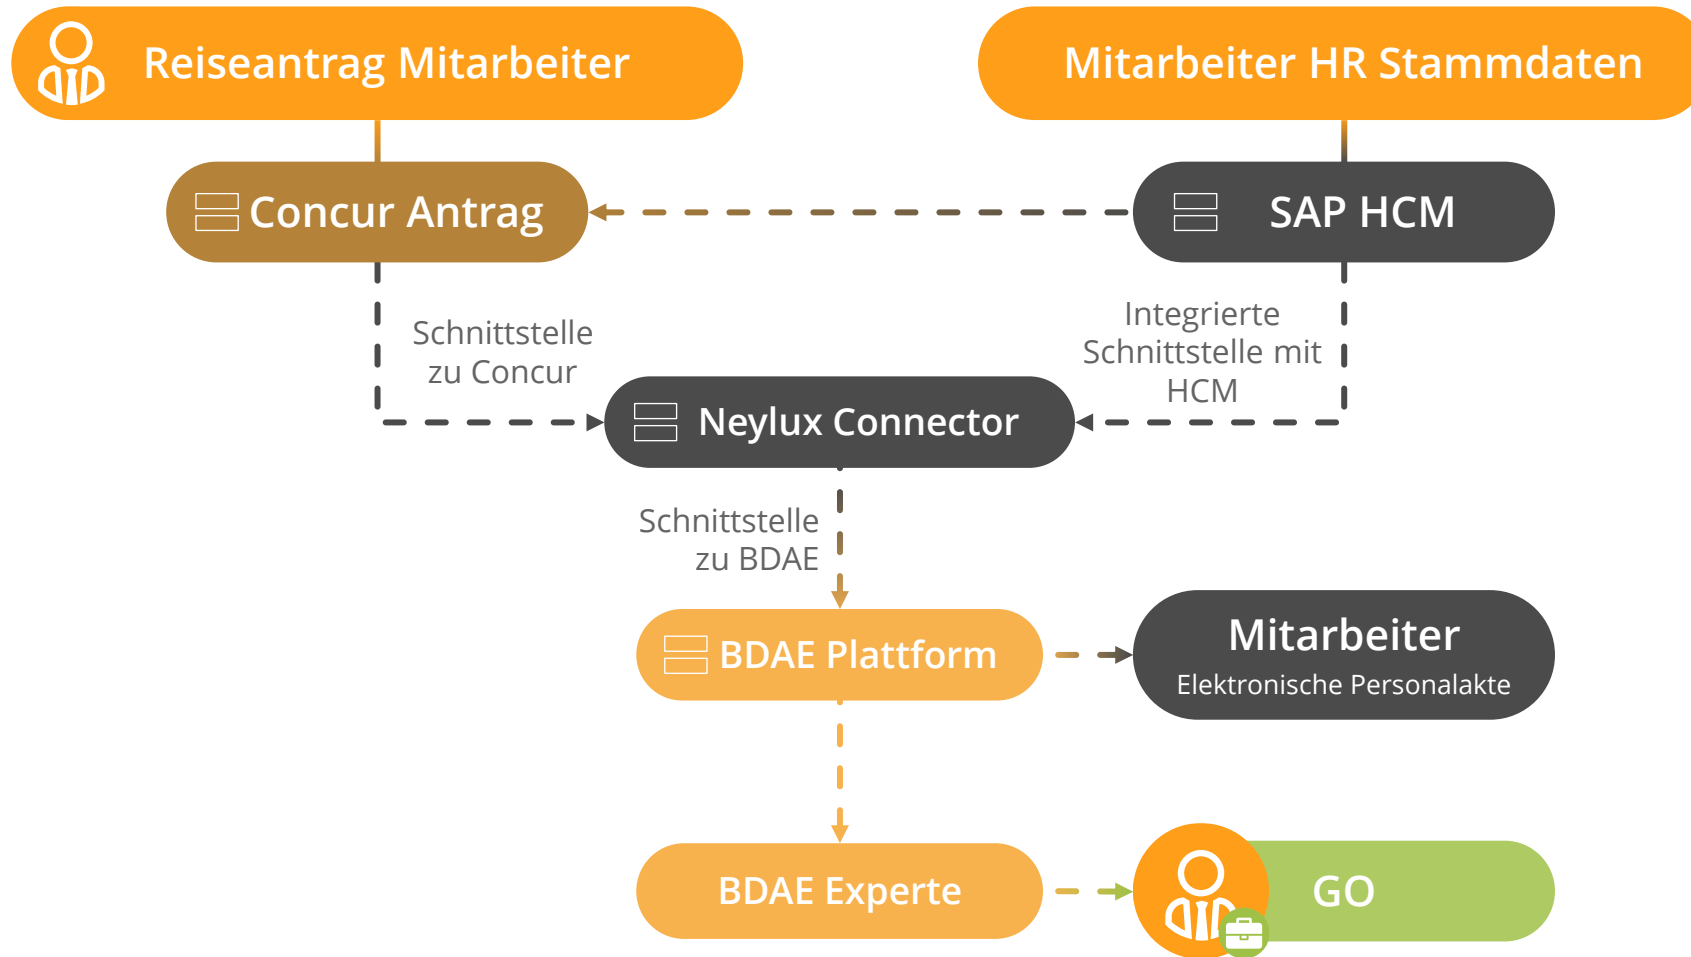 Reiseantrag Mitarbeiter
Mitarbeiter HR Stammdaten
Concur Antrag
SAP HCM
Schnittstelle
zu Concur
Integrierte
Schnittstelle mit
HCM
Neylux Connector
Schnittstelle
zu BDAE
BDAE Plattform
Mitarbeiter
Elektronische Personalakte
BDAE Experte
GO